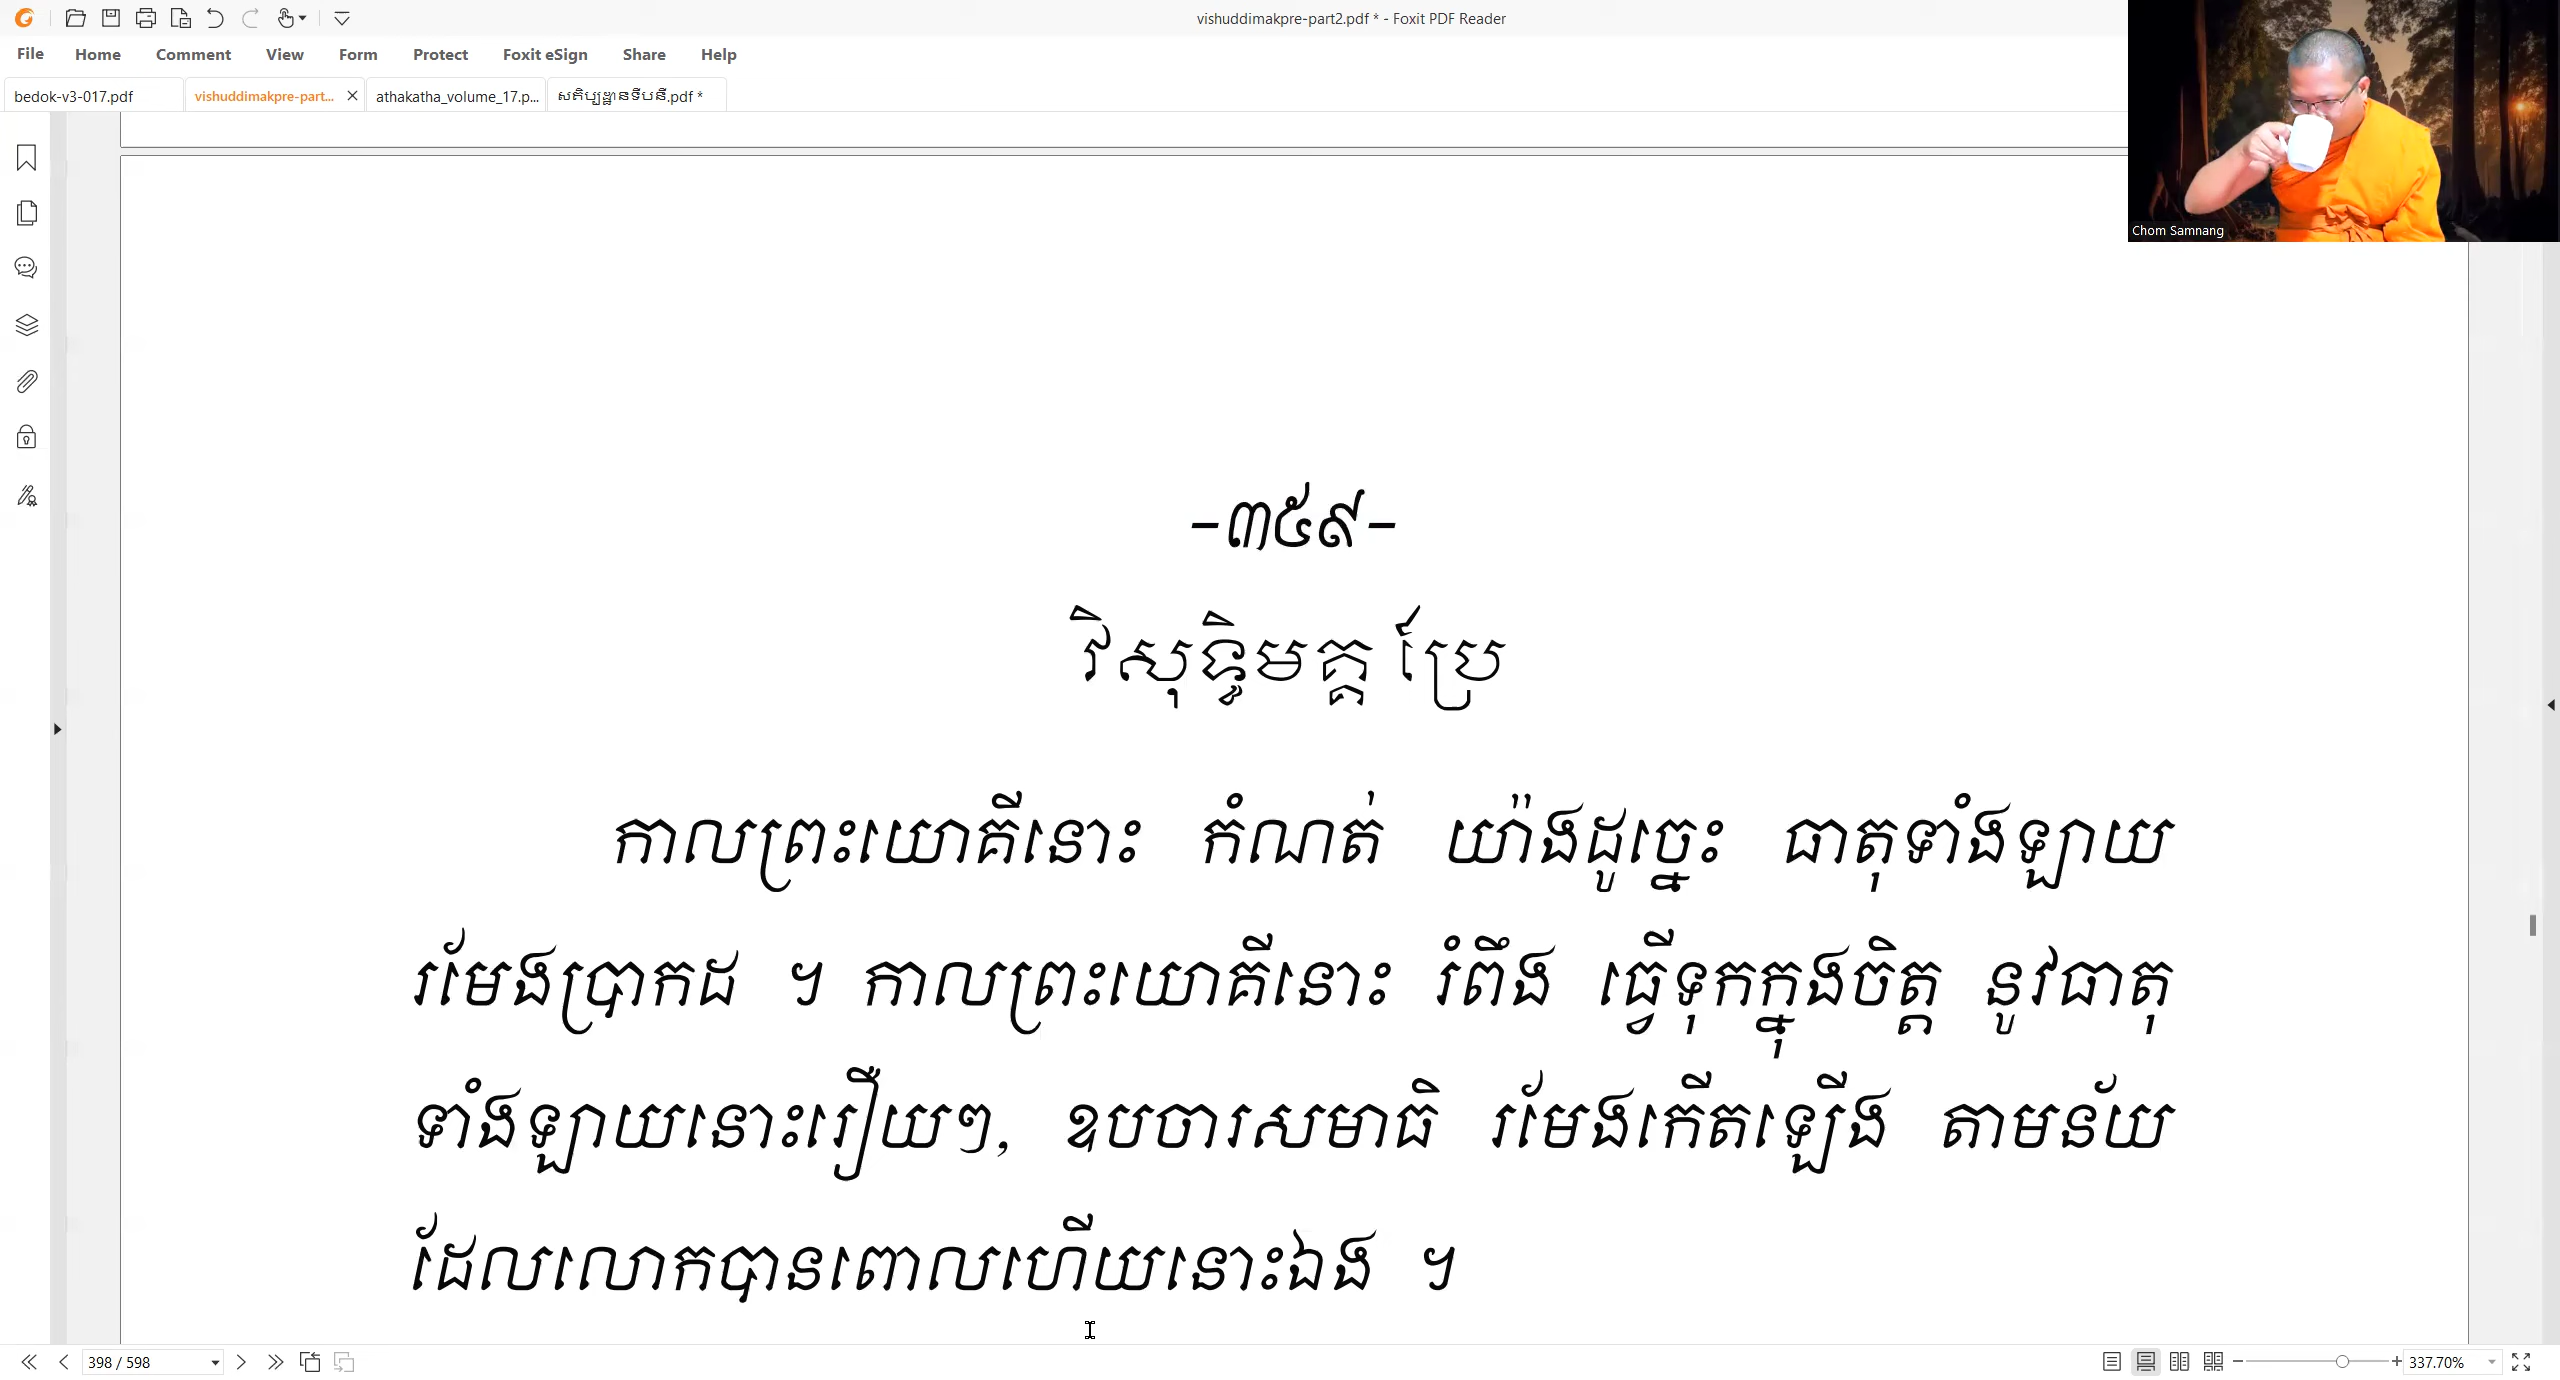 vishuddimakpre-part2.pdf * - Foxit PDF Reader
File Home Comment View Form Protect Foxit eSign Share Help
bedok-v3-017.pdf vishuddimakpre-part... athakatha_volume_17.p... សតិប្បដ្ឋានទីបនី.pdf *
Chom Samnang
-៣៥៩-
វិសុទ្ធិមគ្គ ប្រែ
កាលព្រះយោគីនោះ កំណត់ យ៉ាងដូច្នេះ ធាតុទាំងឡាយ
រមែងប្រាកដ ។ កាលព្រះយោគីនោះ រំពឹង ធ្វើទុកក្នុងចិត្ត នូវធាតុ
ទាំងឡាយនោះរឿយៗ, ឧបចារសមាធិ រមែងកើតឡើង តាមន័យ
ដែលលោកបានពោលហើយនោះឯង ។
398 / 598 337.70%